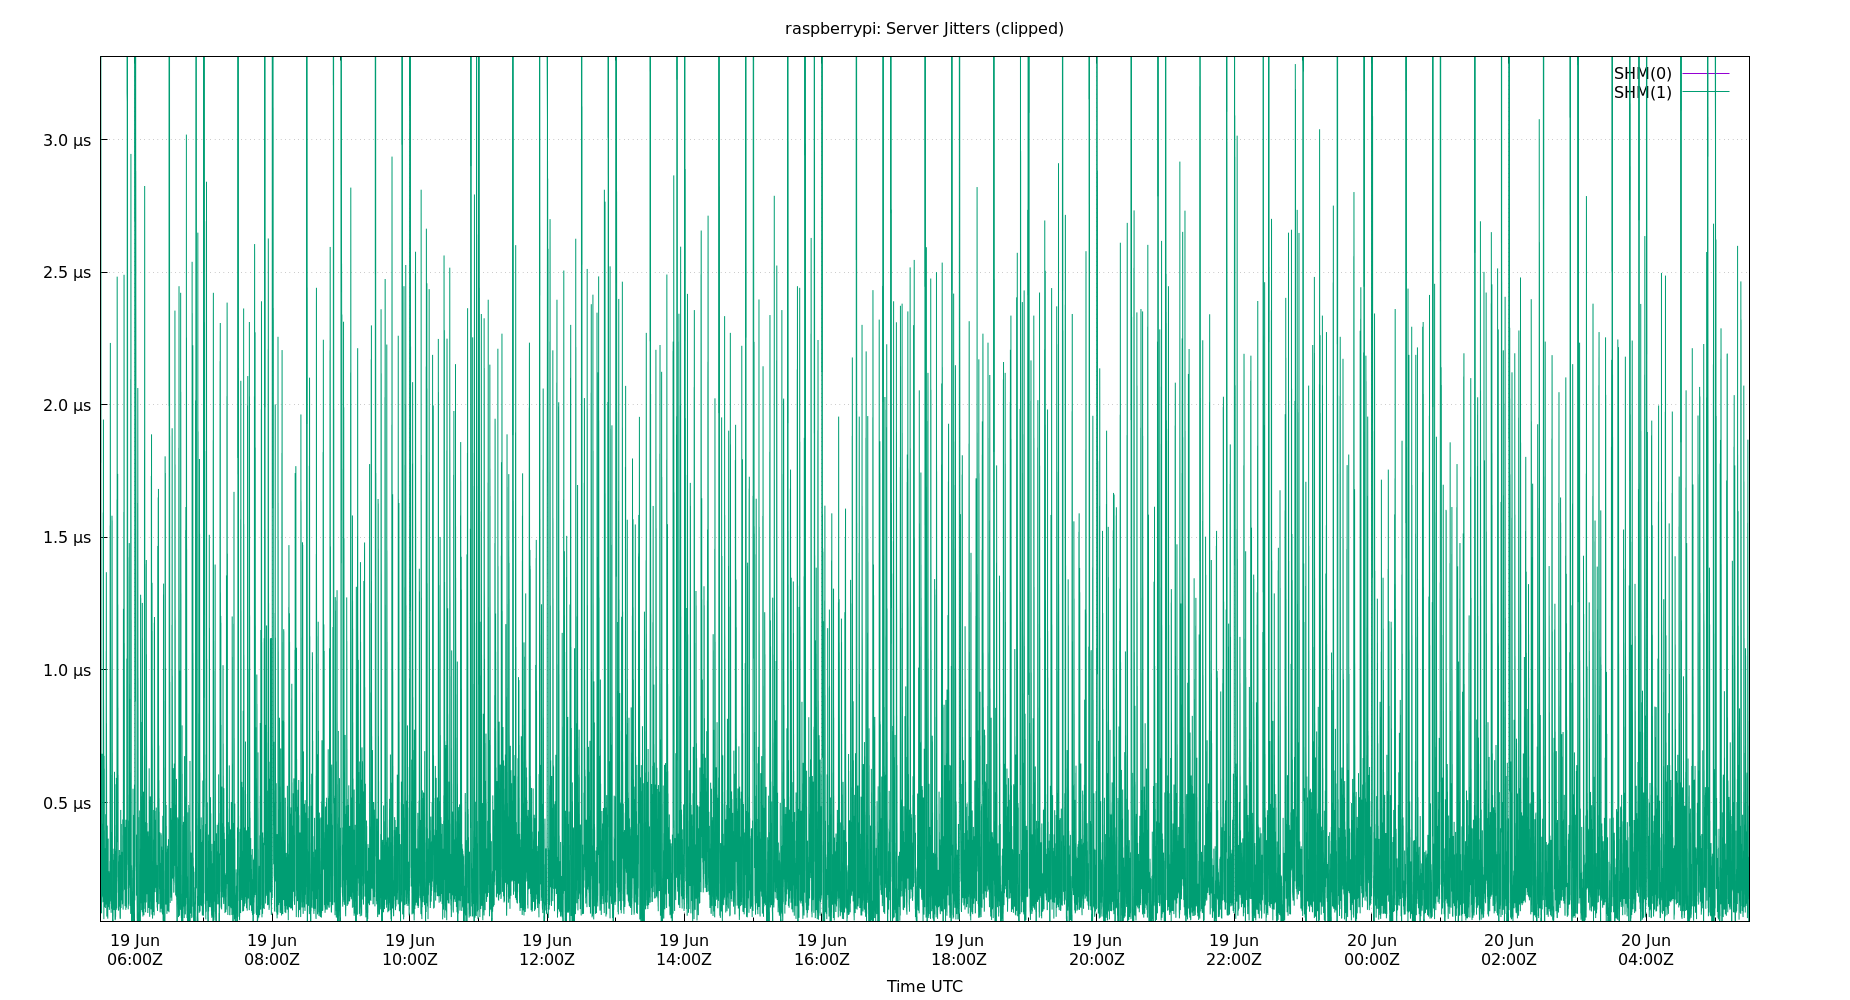 raspberrypi: Server Jitters (clipped)
SHM(0)
SHM(1)
3.0 µs
2.5 µs
2.0 µs
1.5 µs
1.0 µs
0.5 µs
19 Jun 19 Jun 19 Jun 19 Jun 19 Jun 19 Jun 19 Jun 19 Jun 19 Jun 20 Jun 20 Jun 20 Jun
06:00Z 08:00Z 10:00Z 12:00Z 14:00Z 16:00Z 18:00Z 20:00Z 22:00Z 00:00Z 02:00Z 04:00Z
Time UTC